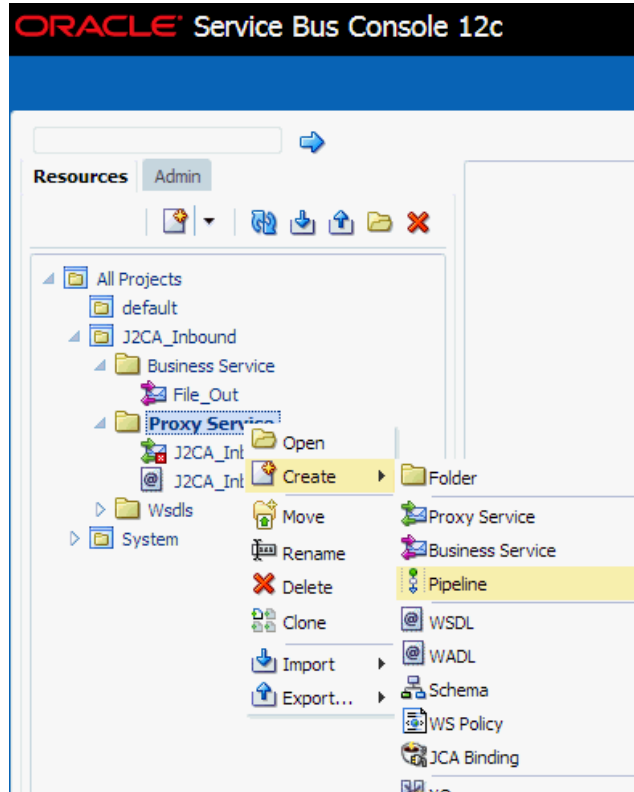 ORACLE Service Bus Console 12c
Resources Admin
All Projects
default
J2CA_Inbound
Business Service
File_Out
Proxy Service
J2CA_Inb
J2CA_Inb
Wsdls
System
Open
Create
Move
Rename
Delete
Clone
Import
Export...
Folder
Proxy Service
Business Service
Pipeline
WSDL
WADL
Schema
WS Policy
JCA Binding